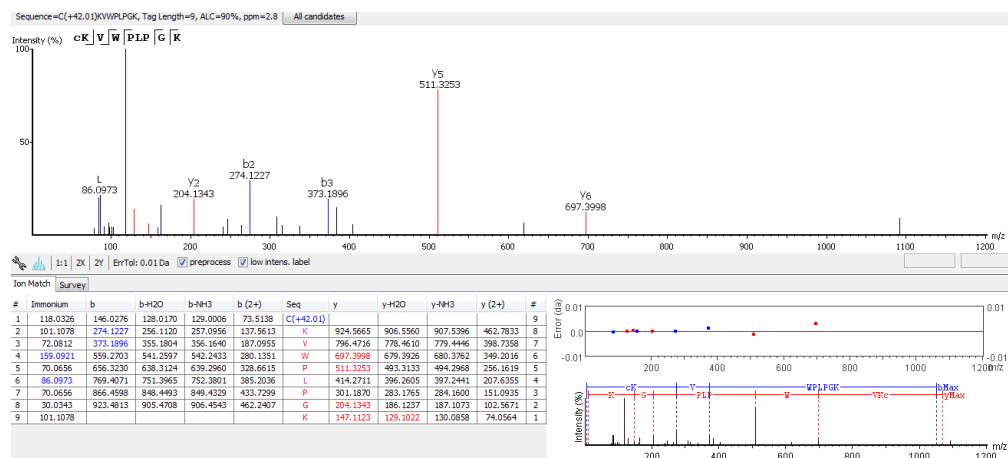 Sequence=C(+42.01)KVWPLPGK, Tag Length=9, ALC=90%, ppm=2.8 All candidates
Intensity (%) cK V W PLP G K
100
y5
511.3253
50
b2
274.1227
L
86.0973
y2
204.1343
b3
373.1896
y6
697.3998
100 200 300 400 500 600 700 800 900 1000 1100 1200 m/z
1:1 2X 2Y ErrTol: 0.01 Da preprocess low intens. label
Ion Match Survey
# Immonium b b-H2O b-NH3 b (2+) Seq y y-H2O y-NH3 y (2+) #
1 118.0326 146.0276 128.0170 129.0006 73.5138 C(+42.01) 9
2 101.1078 274.1227 256.1120 257.0956 137.5613 K 924.5665 906.5560 907.5396 462.7833 8
3 72.0812 373.1896 355.1804 356.1640 187.0955 V 796.4716 778.4610 779.4446 398.7358 7
4 159.0921 559.2703 541.2597 542.2433 280.1351 W 697.3998 679.3926 680.3762 349.2016 6
5 70.0656 656.3230 638.3124 639.2960 328.6615 P 511.3253 493.3133 494.2968 256.1619 5
6 86.0973 769.4071 751.3965 752.3801 385.2036 L 414.2711 396.2605 397.2441 207.6355 4
7 70.0656 866.4598 848.4493 849.4329 433.7299 P 301.1870 283.1765 284.1600 151.0935 3
8 30.0343 923.4813 905.4708 906.4543 462.2407 G 204.1343 186.1237 187.1073 102.5671 2
9 101.1078 K 147.1123 129.1022 130.0858 74.0564 1
Error (da)
0.01 0.01
0.0 0.0
-0.01 -0.01
200 400 600 800 1000 1200 m/z
Intensity (%)
cK V WPLPGK bMax
K G PLP W VKc yMax
200 400 600 800 1000 1200 m/z